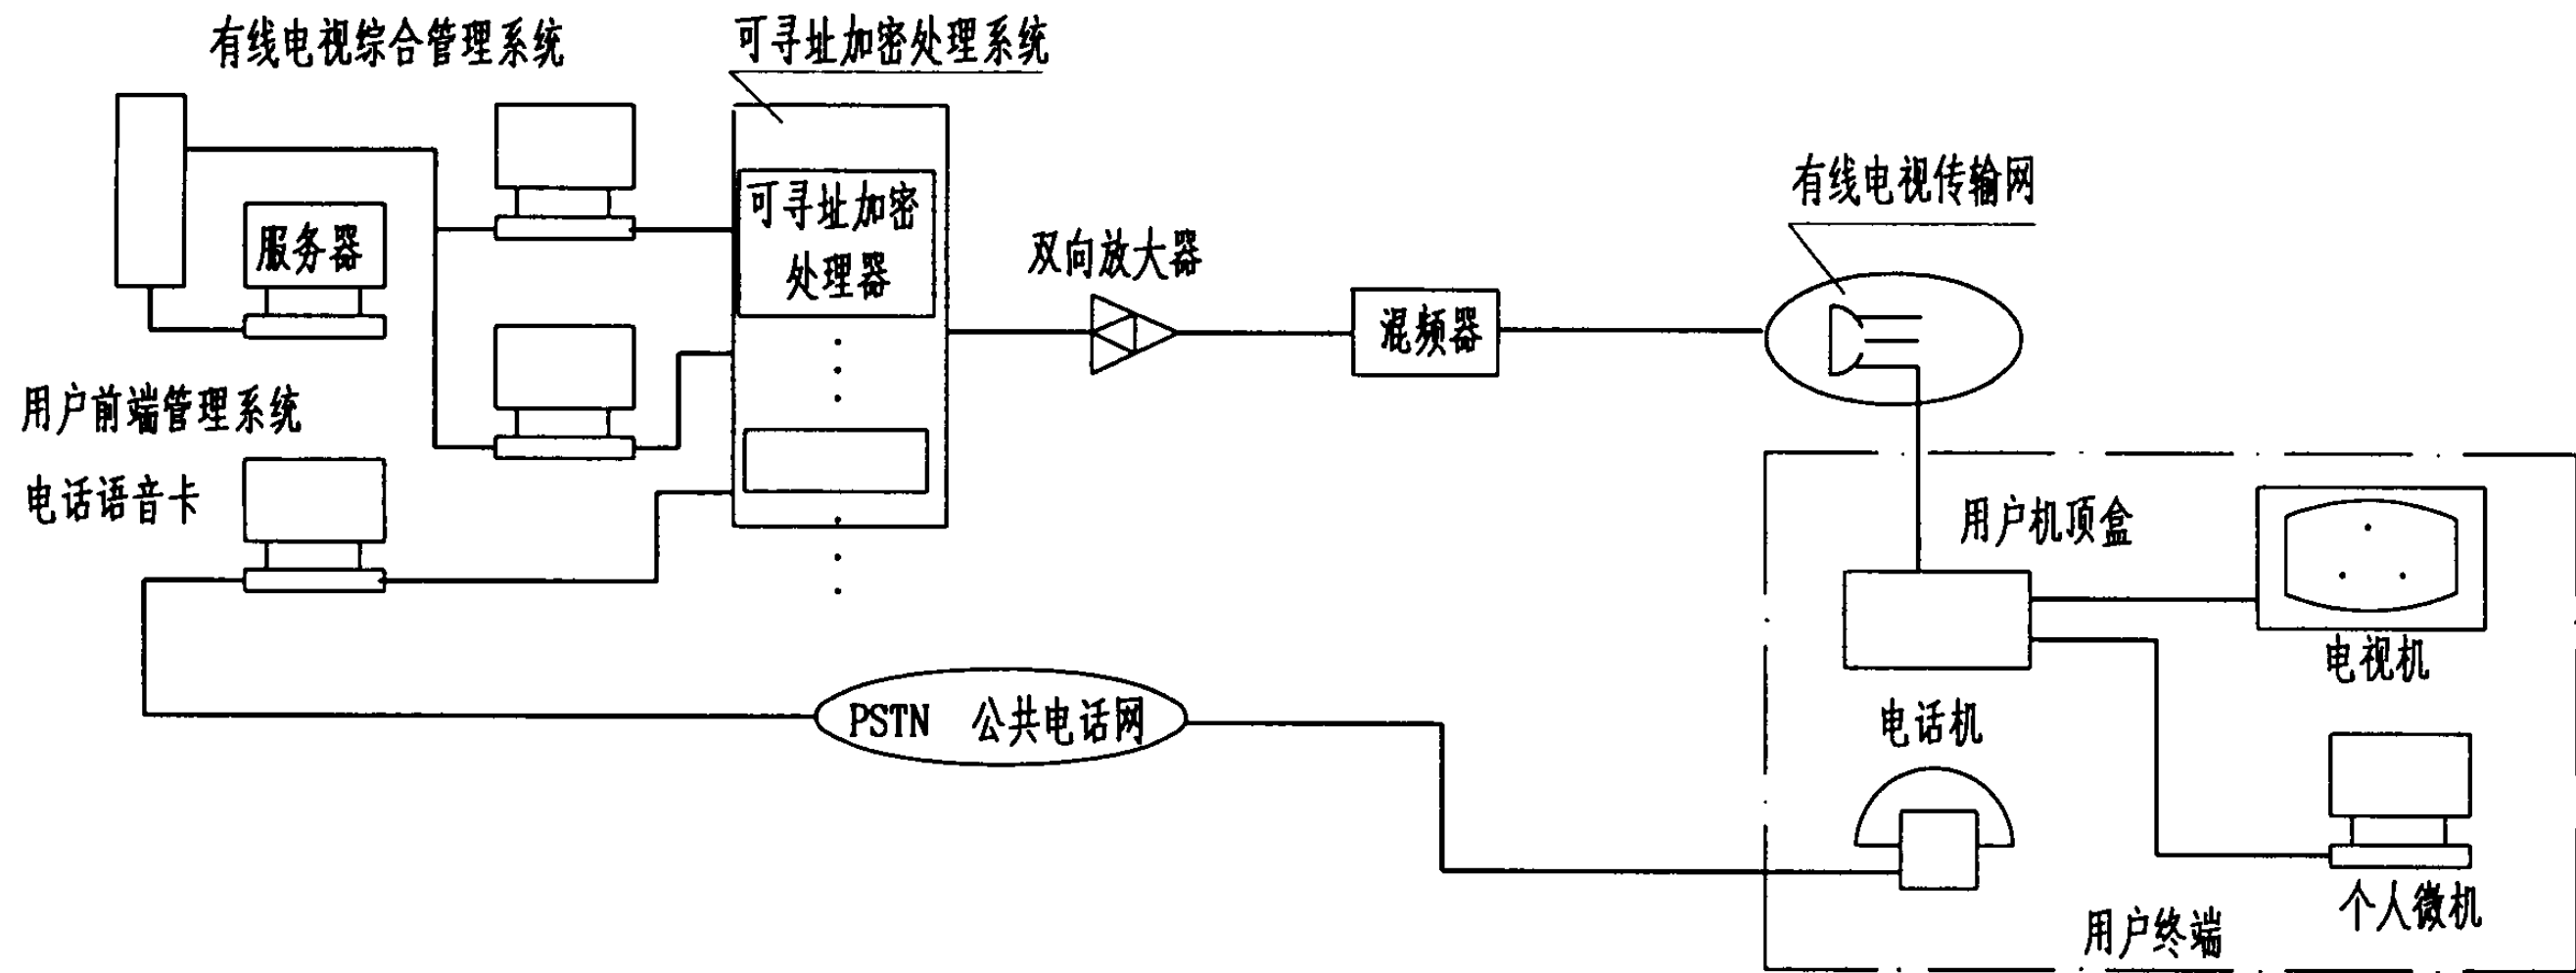 有线电视综合管理系统
可寻址加密处理系统
可寻址加密
处理器
服务器
双向放大器
混频器
有线电视传输网
用户前端管理系统
电话语音卡
用户机顶盒
电视机
PSTN 公共电话网
电话机
个人微机
用户终端